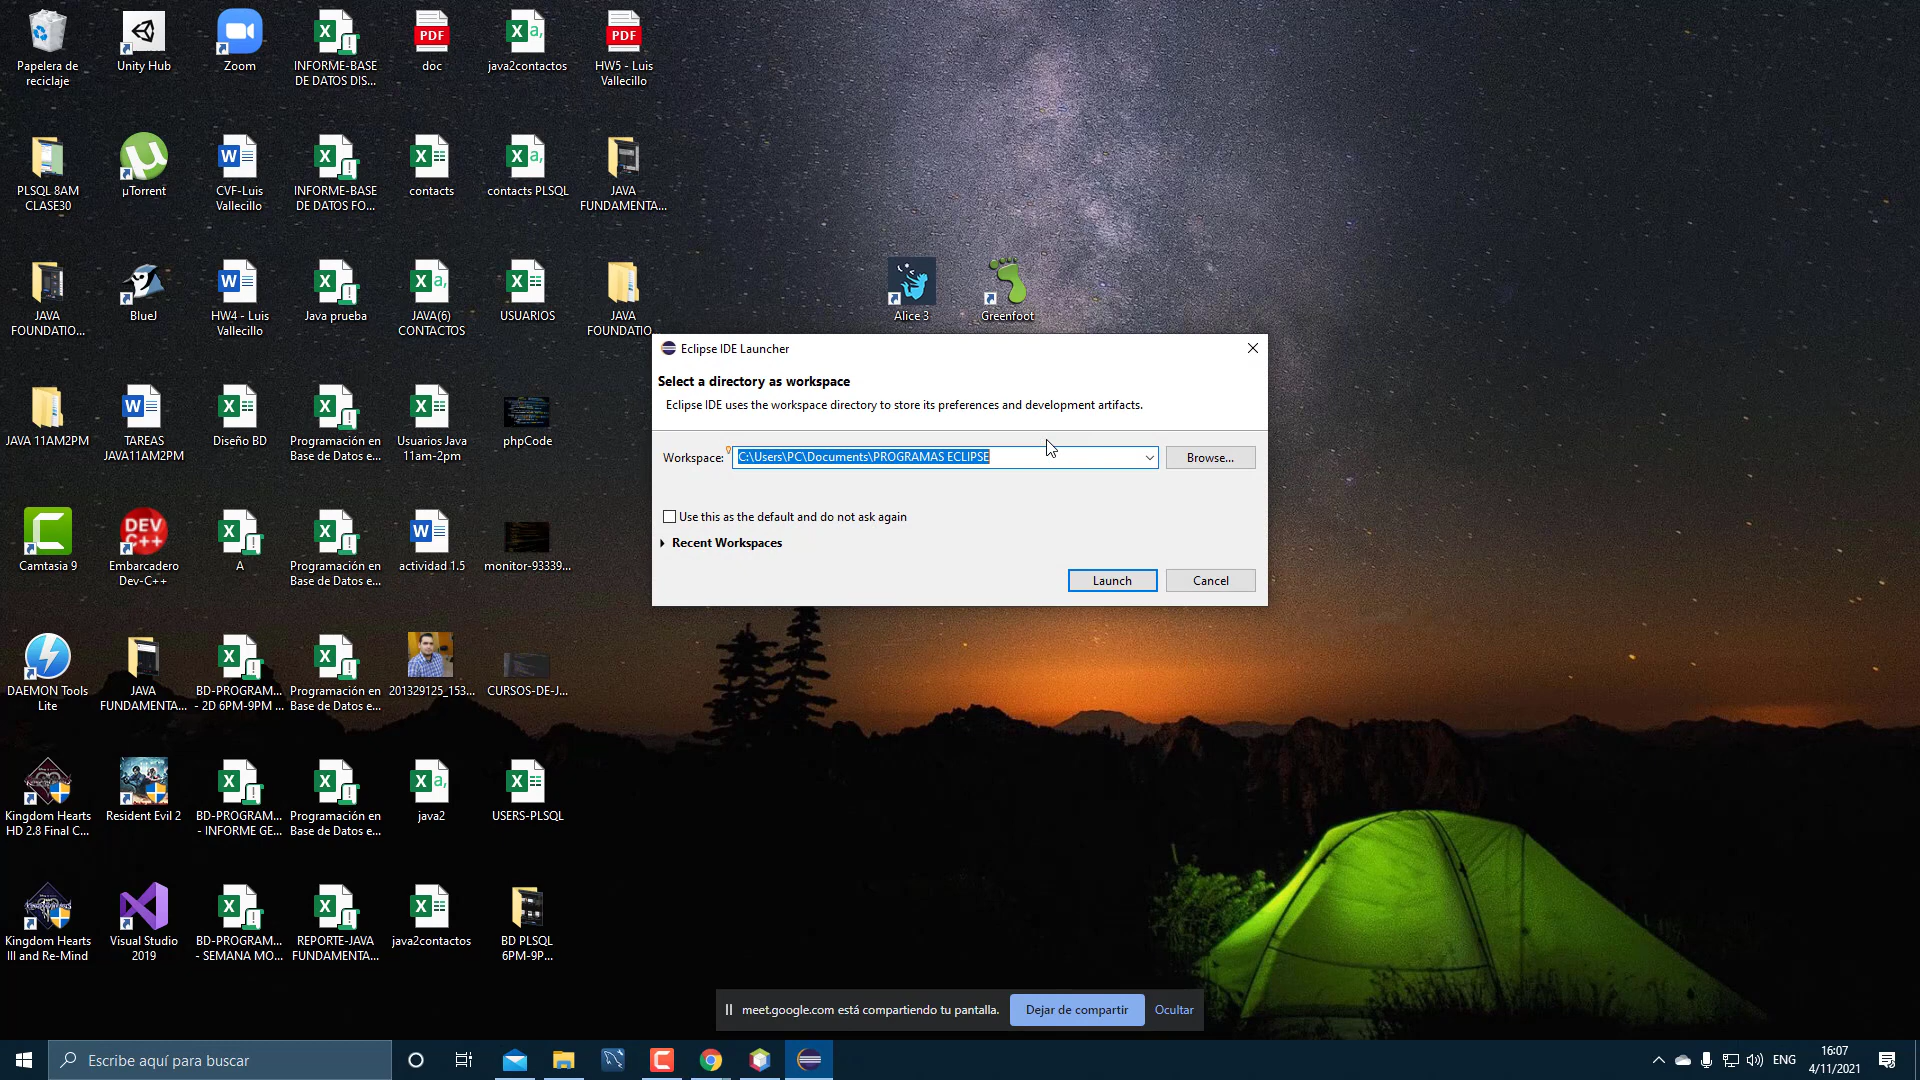 Papelera de
reciclaje
Unity Hub
Zoom
INFORME-BASE
DE DATOS DIS...
PDF
doc
java2contactos
PDF
HW5 - Luis
Vallecillo
PLSQL 8AM
CLASE30
µTorrent
CVF-Luis
Vallecillo
INFORME-BASE
DE DATOS FO...
contacts
contacts PLSQL
JAVA
FUNDAMENTA...
JAVA
FOUNDATIO...
BlueJ
HW4 - Luis
Vallecillo
Java prueba
JAVA(6)
CONTACTOS
USUARIOS
JAVA
FOUNDATIO...
Alice 3
Greenfoot
Eclipse IDE Launcher
Select a directory as workspace
Eclipse IDE uses the workspace directory to store its preferences and development artifacts.
Workspace:
C:\Users\PC\Documents\PROGRAMAS ECLIPSE
Browse...
Use this as the default and do not ask again
Recent Workspaces
Launch
Cancel
JAVA 11AM2PM
TAREAS
JAVA11AM2PM
Diseño BD
Programación en
Base de Datos e...
Usuarios Java
11am-2pm
phpCode
Camtasia 9
DEV
C++
Embarcadero
Dev-C++
A
Programación en
Base de Datos e...
actividad 1.5
monitor-93339...
DAEMON Tools
Lite
JAVA
FUNDAMENTA...
BD-PROGRAM...
- 2D 6PM-9PM ...
Programación en
Base de Datos e...
201329125_153...
CURSOS-DE-J...
Kingdom Hearts
HD 2.8 Final C...
Resident Evil 2
BD-PROGRAM...
- INFORME GE...
Programación en
Base de Datos e...
java2
USERS-PLSQL
Kingdom Hearts
III and Re-Mind
Visual Studio
2019
BD-PROGRAM...
- SEMANA MO...
REPORTE-JAVA
FUNDAMENTA...
java2contactos
BD PLSQL
6PM-9P...
meet.google.com está compartiendo tu pantalla.
Dejar de compartir
Ocultar
Escribe aquí para buscar
ENG
16:07
4/11/2021